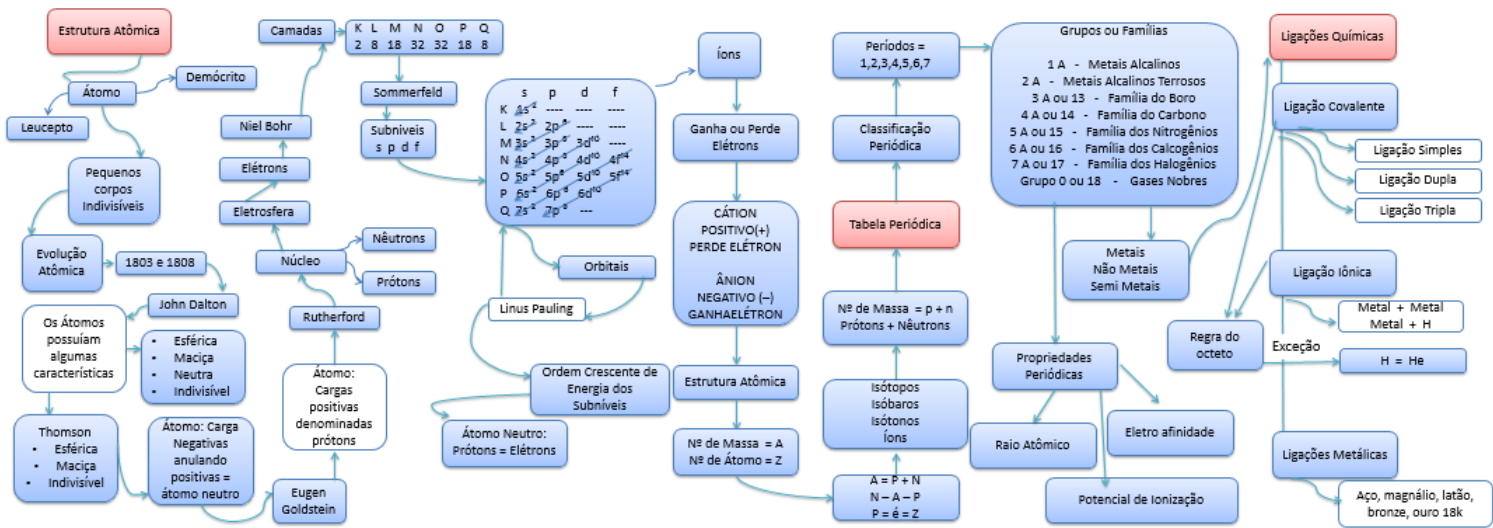 Estrutura Atômica
Átomo
Demócrito
Leucepto
Pequenos
corpos
Indivisíveis
Evolução
Atômica
1803 e 1808
John Dalton
Os Átomos
possuíam
algumas
características
• Esférica
• Maciça
• Neutra
• Indivisível
Thomson
• Esférica
• Maciça
• Indivisível
Átomo: Carga
Negativas
anulando
positivas =
átomo neutro
Eugen
Goldstein
Átomo:
Cargas
positivas
denominadas
prótons
Rutherford
Núcleo
Nêutrons
Prótons
Eletrosfera
Elétrons
Niel Bohr
Camadas
K L M N O P Q
2 8 18 32 32 18 8
Sommerfeld
Subniveis
s p d f
s p d f
K 1s² ---- ---- ----
L 2s² 2p⁶ ---- ----
M 3s² 3p⁶ 3d¹⁰ ----
N 4s² 4p⁶ 4d¹⁰ 4f¹⁴
O 5s² 5p⁶ 5d¹⁰ 5f¹⁴
P 6s² 6p⁶ 6d¹⁰
Q 7s² 7p⁶ ---
Orbitais
Linus Pauling
Ordem Crescente de
Energia dos
Subníveis
Átomo Neutro:
Prótons = Elétrons
íons
Ganha ou Perde
Elétrons
CÁTION
POSITIVO(+)
PERDE ELÉTRON
ÂNION
NEGATIVO (–)
GANHAELÉTRON
Estrutura Atômica
Nº de Massa = A
Nº de Átomo = Z
A = P + N
N – A – P
P = é = Z
Isótopos
Isóbaros
Isótonos
Íons
Nº de Massa = p + n
Prótons + Nêutrons
Tabela Periódica
Classificação
Periódica
Períodos =
1,2,3,4,5,6,7
Grupos ou Famílias
1 A - Metais Alcalinos
2 A - Metais Alcalinos Terrosos
3 A ou 13 - Família do Boro
4 A ou 14 - Família do Carbono
5 A ou 15 - Família dos Nitrogênios
6 A ou 16 - Família dos Calcogênios
7 A ou 17 - Família dos Halogênios
Grupo 0 ou 18 - Gases Nobres
Metais
Não Metais
Semi Metais
Propriedades
Periódicas
Raio Atômico
Eletro afinidade
Potencial de Ionização
Ligações Químicas
Ligação Covalente
Ligação Simples
Ligação Dupla
Ligação Tripla
Ligação Iônica
Metal + Metal
Metal + H
Regra do
octeto
Exceção
H = He
Ligações Metálicas
Aço, magnálio, latão,
bronze, ouro 18k